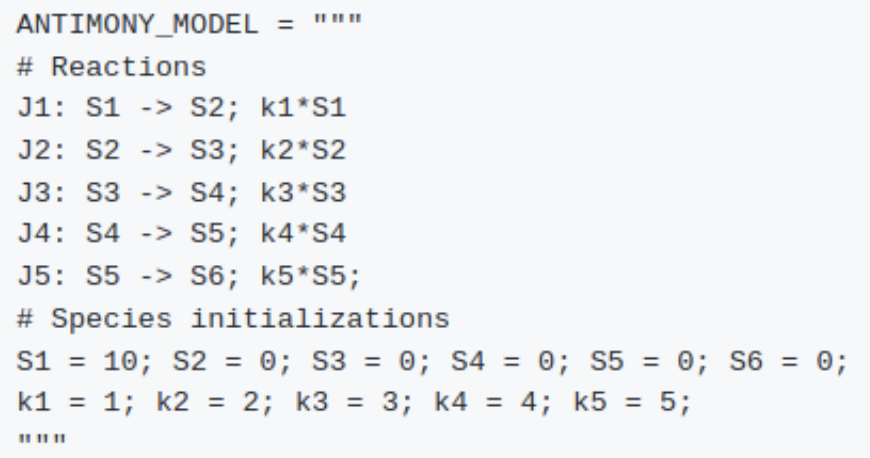 ANTIMONY_MODEL = """
# Reactions
J1: S1 -> S2; k1*S1
J2: S2 -> S3; k2*S2
J3: S3 -> S4; k3*S3
J4: S4 -> S5; k4*S4
J5: S5 -> S6; k5*S5;
# Species initializations
S1 = 10; S2 = 0; S3 = 0; S4 = 0; S5 = 0; S6 = 0;
k1 = 1; k2 = 2; k3 = 3; k4 = 4; k5 = 5;
"""